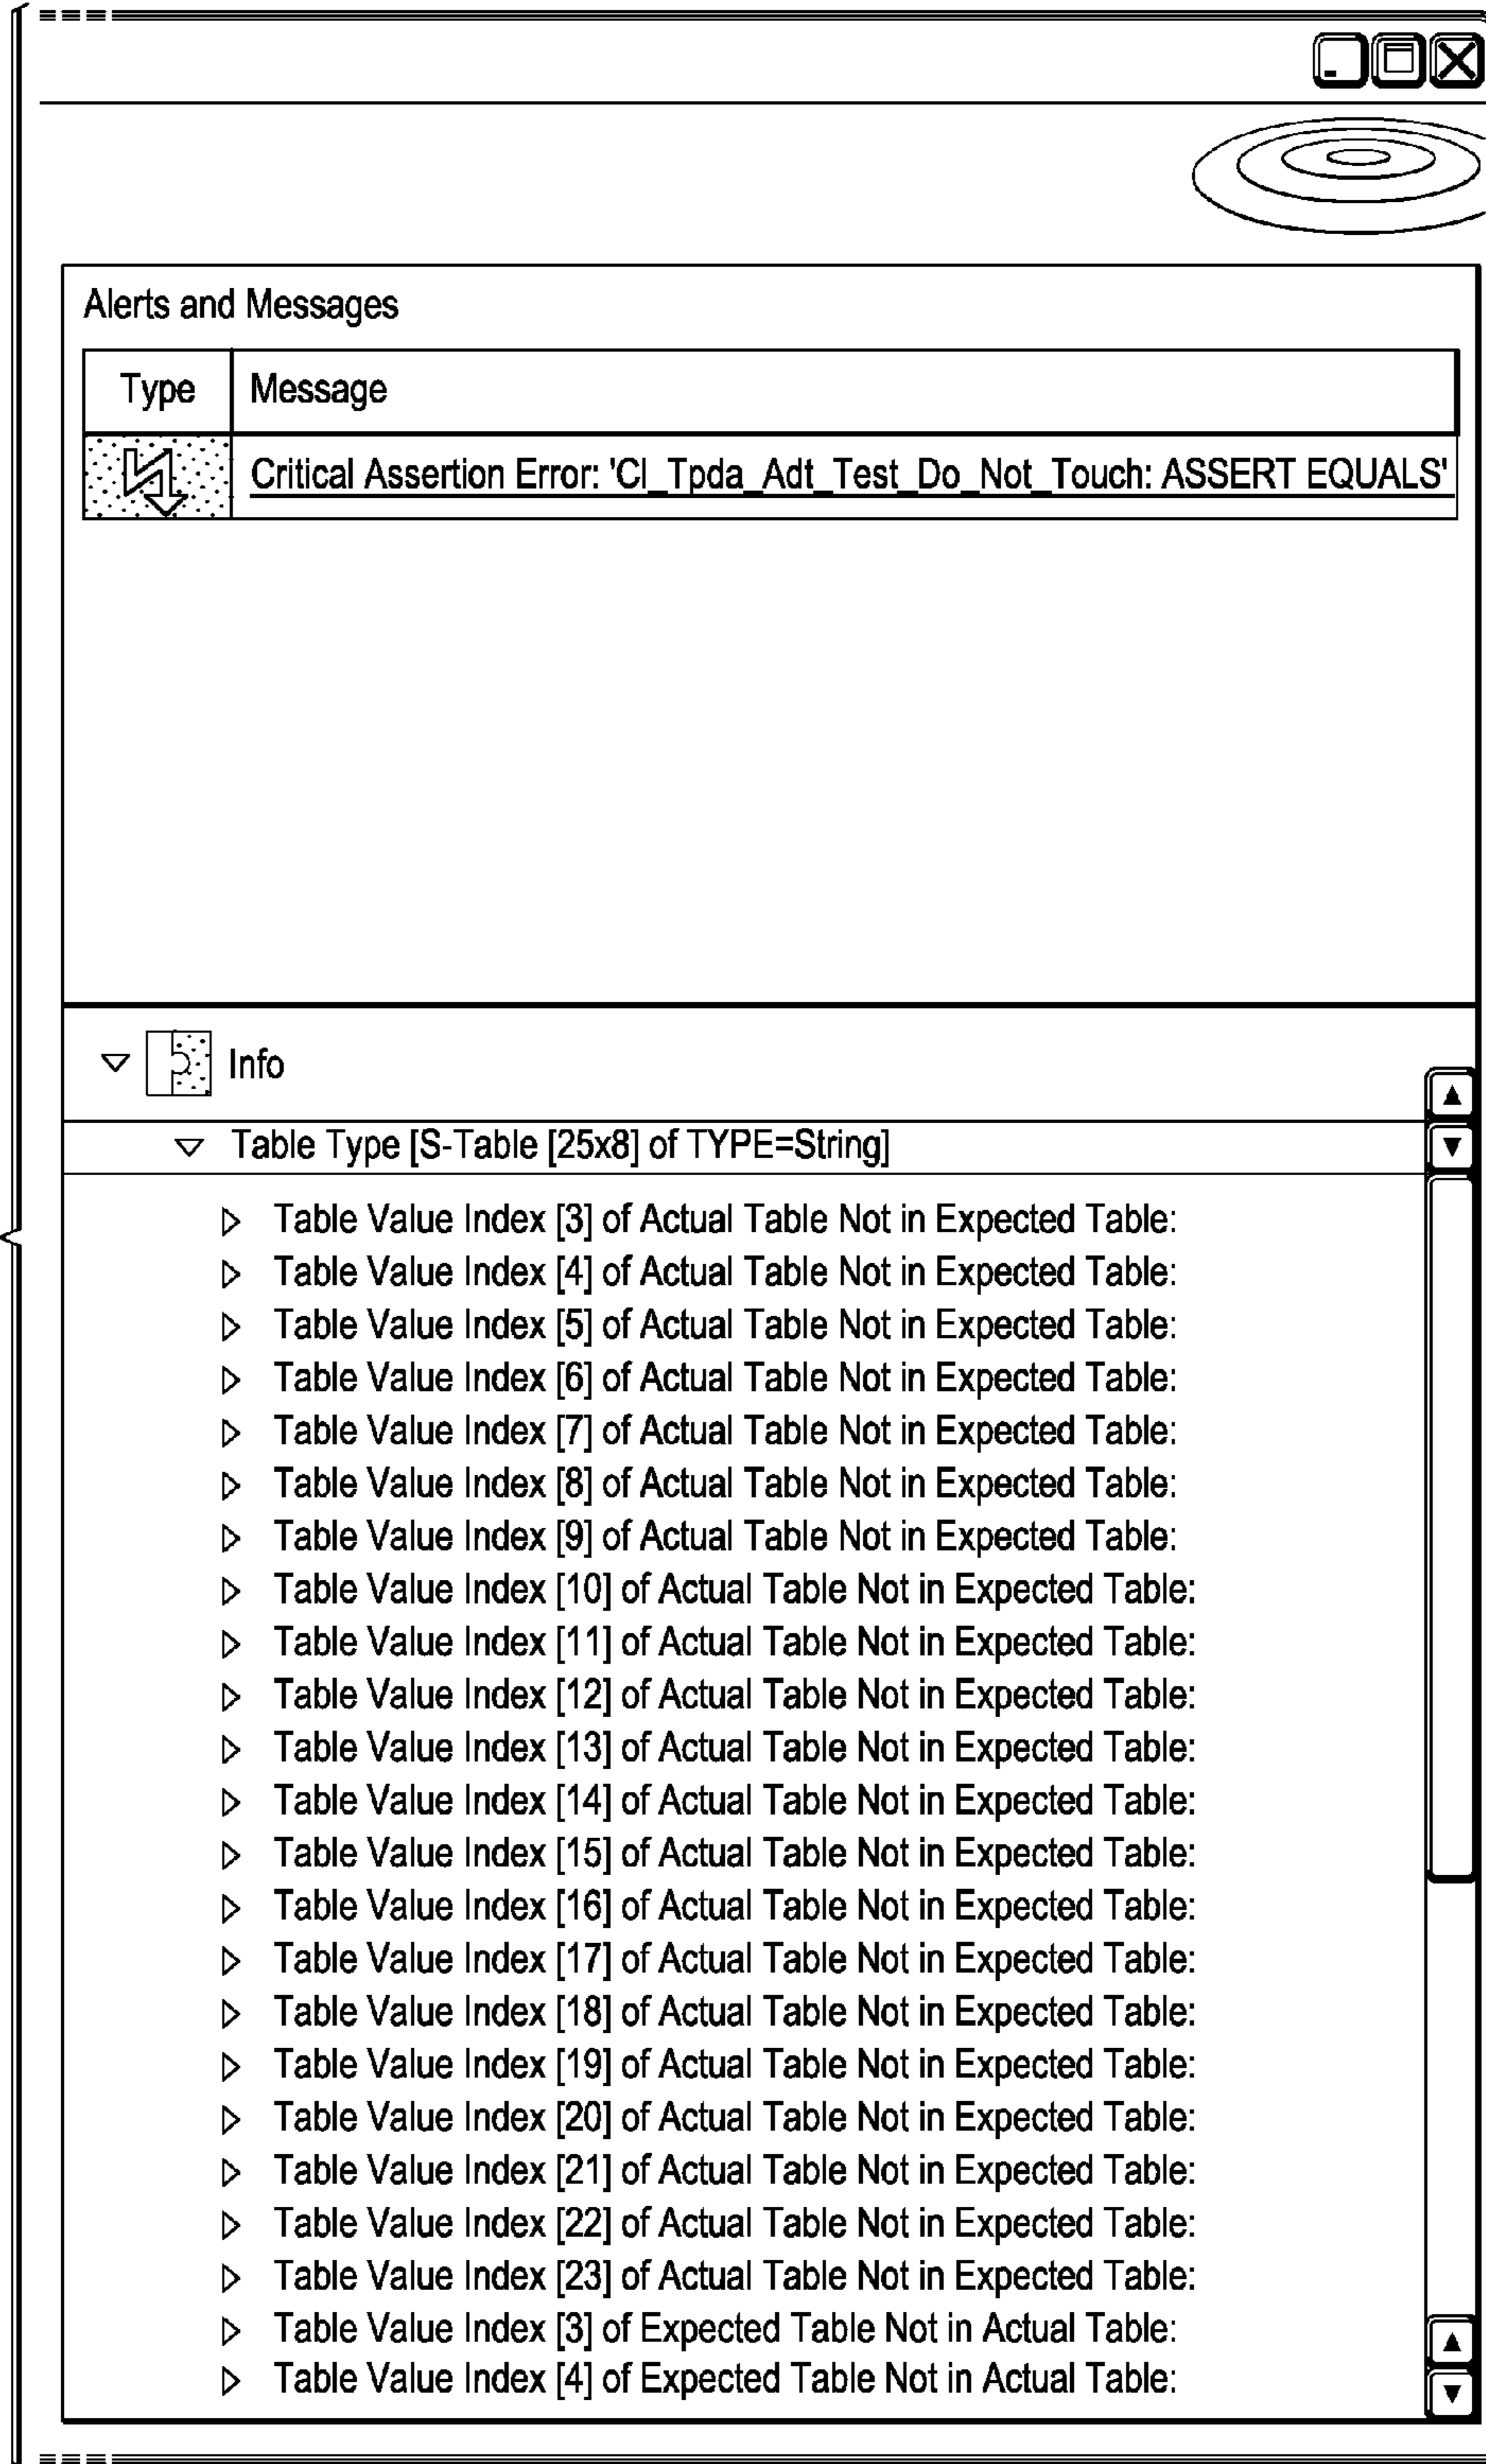 Alerts and Messages
Type Message
Critical Assertion Error: 'Cl_Tpda_Adt_Test_Do_Not_Touch: ASSERT EQUALS'
Info
Table Type [S-Table [25x8] of TYPE=String]
Table Value Index [3] of Actual Table Not in Expected Table:
Table Value Index [4] of Actual Table Not in Expected Table:
Table Value Index [5] of Actual Table Not in Expected Table:
Table Value Index [6] of Actual Table Not in Expected Table:
Table Value Index [7] of Actual Table Not in Expected Table:
Table Value Index [8] of Actual Table Not in Expected Table:
Table Value Index [9] of Actual Table Not in Expected Table:
Table Value Index [10] of Actual Table Not in Expected Table:
Table Value Index [11] of Actual Table Not in Expected Table:
Table Value Index [12] of Actual Table Not in Expected Table:
Table Value Index [13] of Actual Table Not in Expected Table:
Table Value Index [14] of Actual Table Not in Expected Table:
Table Value Index [15] of Actual Table Not in Expected Table:
Table Value Index [16] of Actual Table Not in Expected Table:
Table Value Index [17] of Actual Table Not in Expected Table:
Table Value Index [18] of Actual Table Not in Expected Table:
Table Value Index [19] of Actual Table Not in Expected Table:
Table Value Index [20] of Actual Table Not in Expected Table:
Table Value Index [21] of Actual Table Not in Expected Table:
Table Value Index [22] of Actual Table Not in Expected Table:
Table Value Index [23] of Actual Table Not in Expected Table:
Table Value Index [3] of Expected Table Not in Actual Table:
Table Value Index [4] of Expected Table Not in Actual Table: